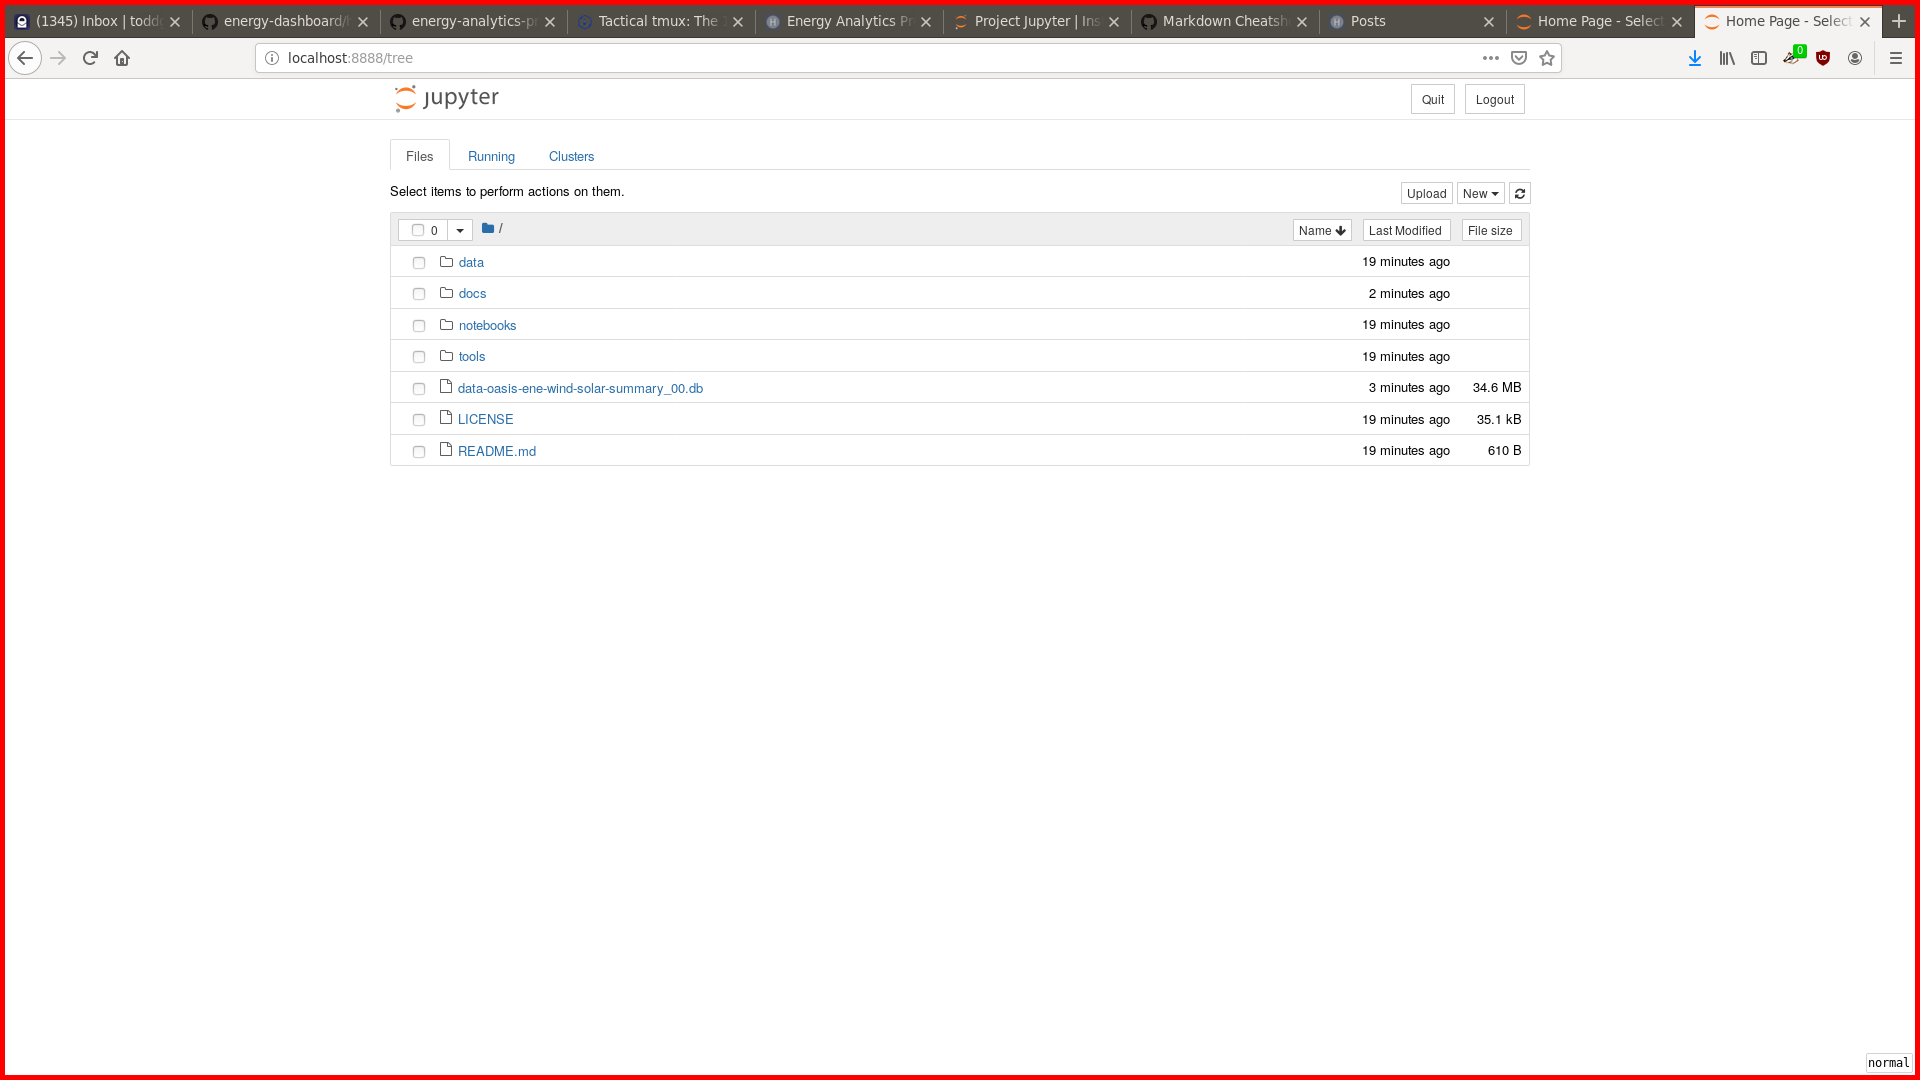 (1345) Inbox | todd
energy-dashboard/
energy-analytics-p
Tactical tmux: The
Energy Analytics P
Project Jupyter | Ins
Markdown Cheatsh
Posts
Home Page - Select
Home Page - Select
localhost:8888/tree
0
jupyter
Quit
Logout
Files
Running
Clusters
Select items to perform actions on them.
Upload
New
0
/
Name
Last Modified
File size
data 19 minutes ago
docs 2 minutes ago
notebooks 19 minutes ago
tools 19 minutes ago
data-oasis-ene-wind-solar-summary_00.db 3 minutes ago 34.6 MB
LICENSE 19 minutes ago 35.1 kB
README.md 19 minutes ago 610 B
normal